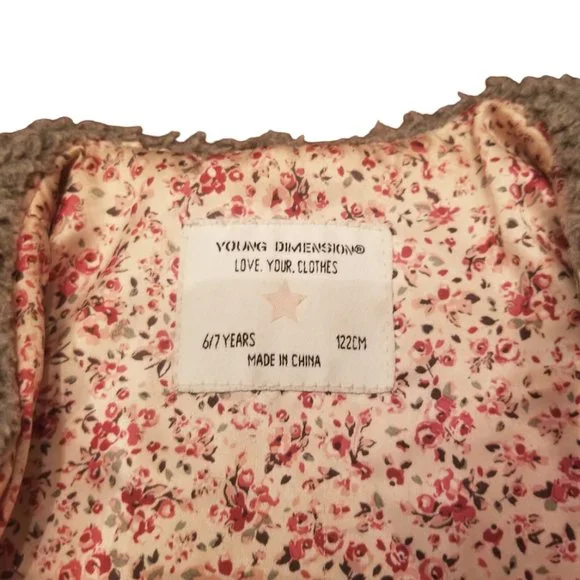 YOUNG DIMENSION®
LOVE. YOUR. CLOTHES
6/7 YEARS 122CM
MADE IN CHINA